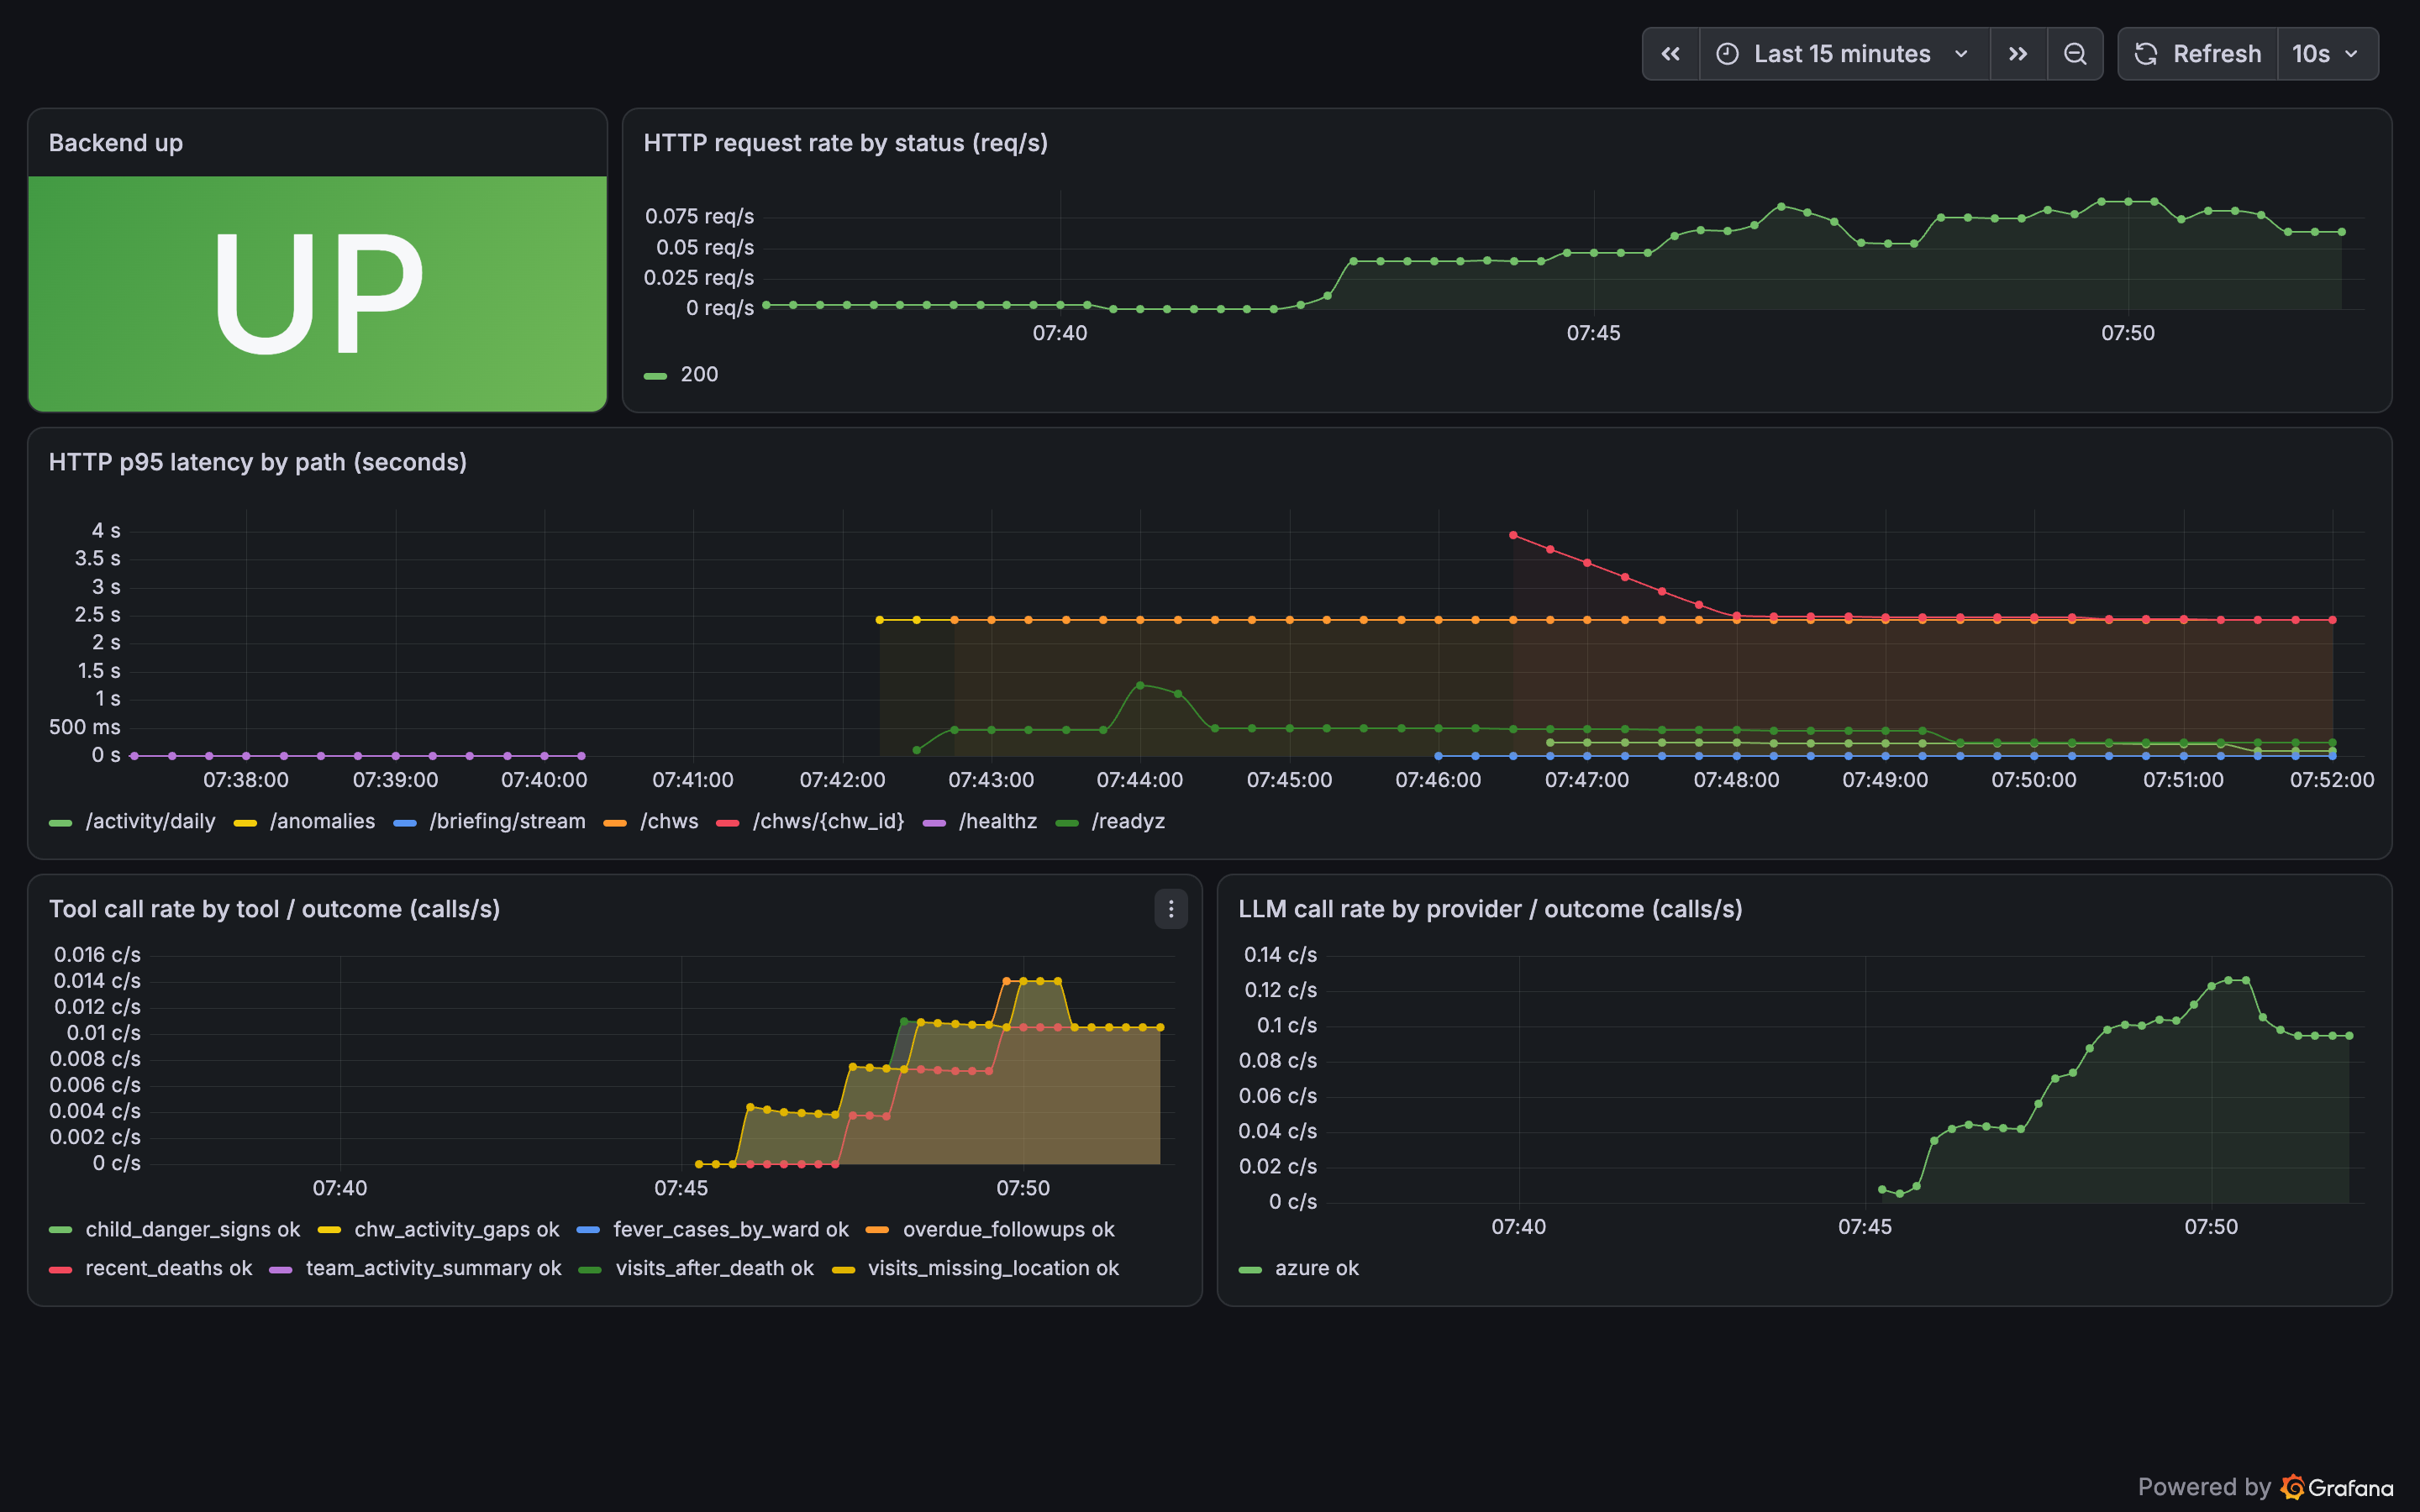 Last 15 minutes
Refresh 10s
Backend up
UP
HTTP request rate by status (req/s)
0.075 req/s
0.05 req/s
0.025 req/s
0 req/s
07:40 07:45 07:50
200
HTTP p95 latency by path (seconds)
4 s
3.5 s
3 s
2.5 s
2 s
1.5 s
1 s
500 ms
0 s
07:38:00 07:39:00 07:40:00 07:41:00 07:42:00 07:43:00 07:44:00 07:45:00 07:46:00 07:47:00 07:48:00 07:49:00 07:50:00 07:51:00 07:52:00
/activity/daily /anomalies /briefing/stream /chws /chws/{chw_id} /healthz /readyz
Tool call rate by tool / outcome (calls/s)
0.016 c/s
0.014 c/s
0.012 c/s
0.01 c/s
0.008 c/s
0.006 c/s
0.004 c/s
0.002 c/s
0 c/s
07:40 07:45 07:50
child_danger_signs ok chw_activity_gaps ok fever_cases_by_ward ok overdue_followups ok
recent_deaths ok team_activity_summary ok visits_after_death ok visits_missing_location ok
LLM call rate by provider / outcome (calls/s)
0.14 c/s
0.12 c/s
0.1 c/s
0.08 c/s
0.06 c/s
0.04 c/s
0.02 c/s
0 c/s
07:40 07:45 07:50
azure ok
Powered by Grafana